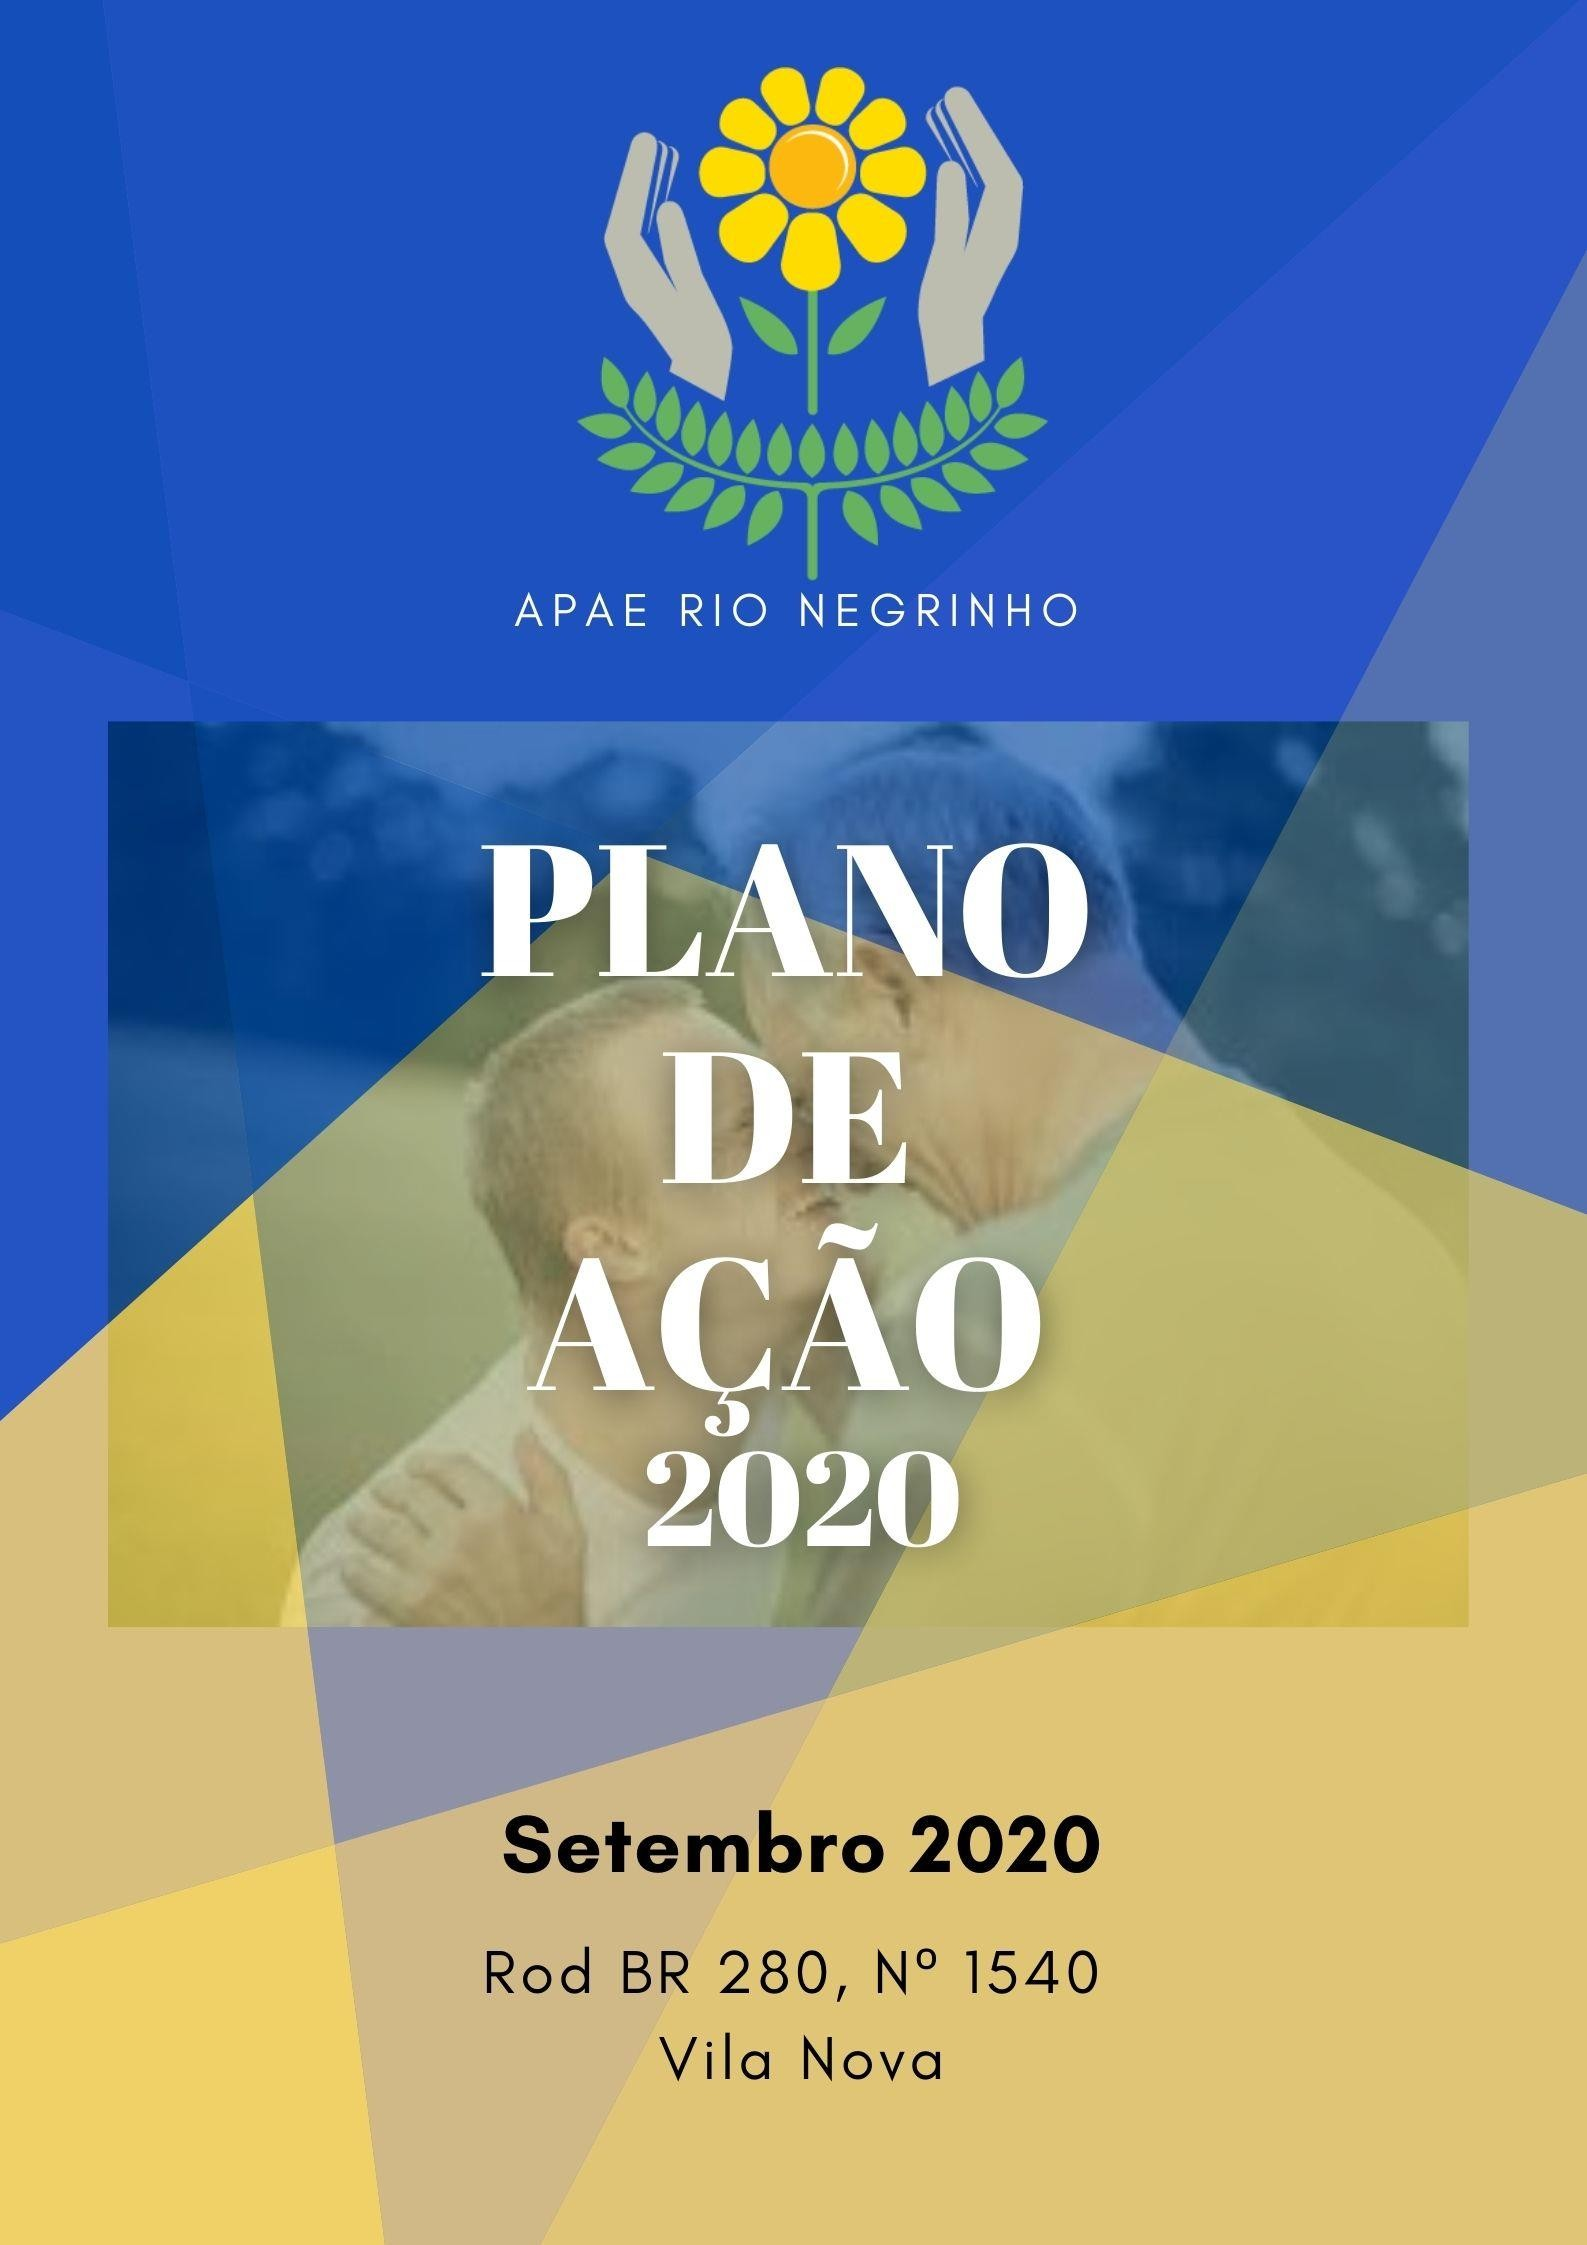 APAE RIO NEGRINHO
PLANO
DE
AÇÃO
2020
Setembro 2020
Rod BR 280, Nº 1540
Vila Nova